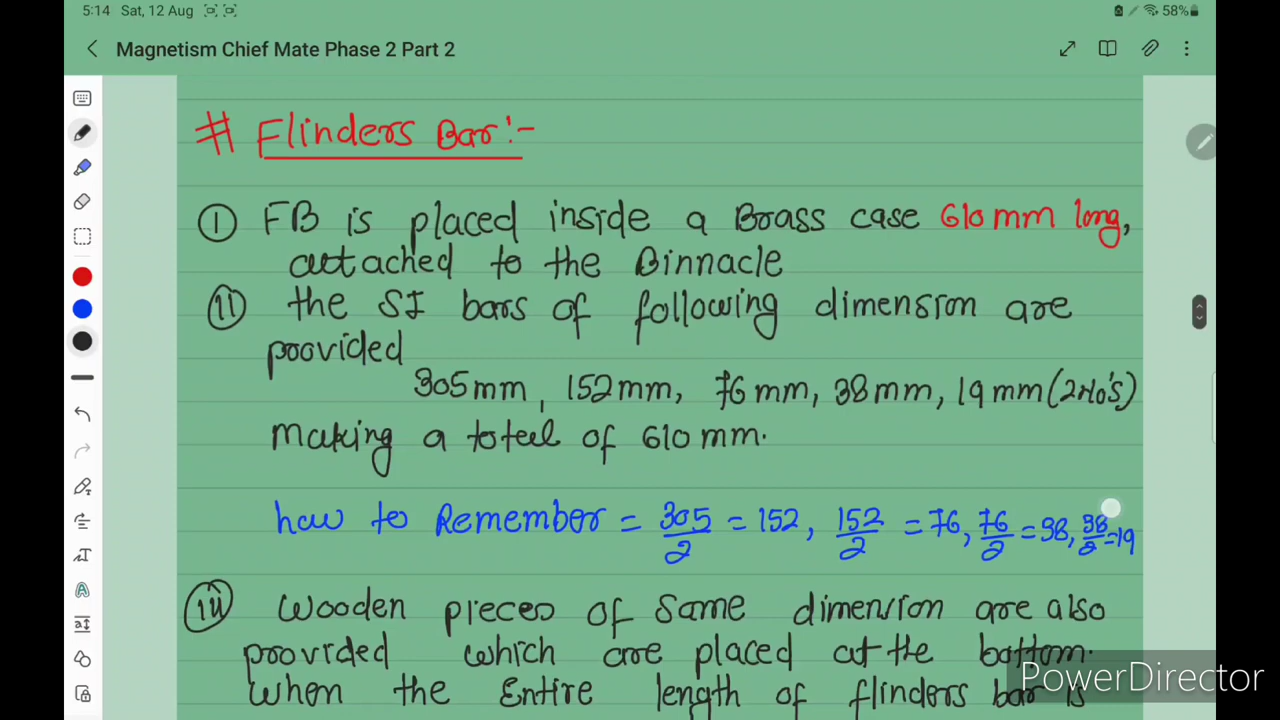 5:14 Sat, 12 Aug 58%
Magnetism Chief Mate Phase 2 Part 2
# Flinders Bar:-
(i) FB is placed inside a Brass case 610 mm long,
attached to the Binnacle
(ii) the SI bars of following dimension are
provided
305mm, 152mm, 76 mm, 38mm, 19mm (2No's)
making a total of 610 mm.
how to Remember = 305/2 = 152, 152/2 = 76, 76/2 = 38, 38/2 = 19
(iii) Wooden pieces of same dimension are also
provided which are placed at the bottom.
when the Entire length of flinders bar is
PowerDirector